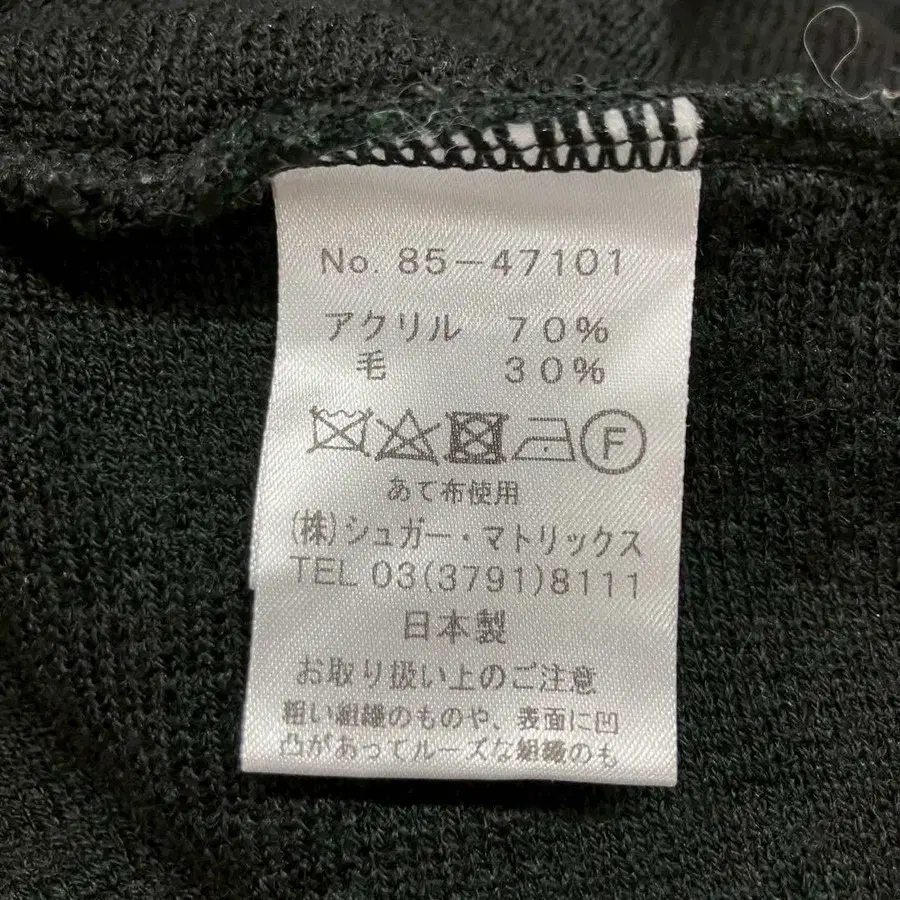 No. 85-47101
アクリル 70%
毛 30%
F
あて布使用
(株)シュガー・マトリックス
TEL 03(3791)8111
日本製
お取り扱い上のご注意
粗い組織のものや、表面に凹
凸があってルーズな組織のも